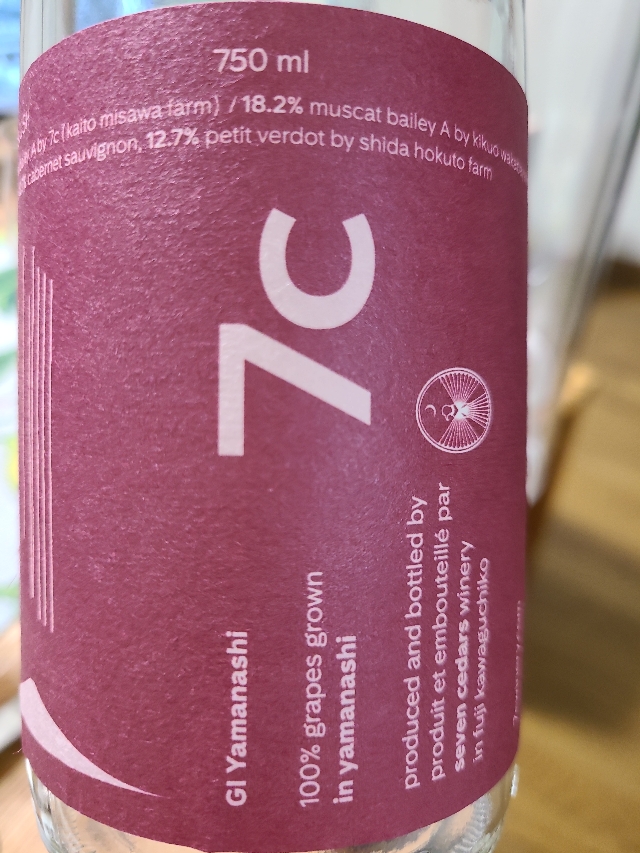 750 ml
A by 7c (kaito misawa farm) / 18.2% muscat bailey A by kikuo
cabernet sauvignon, 12.7% petit verdot by shida hokuto farm
7c
GI Yamanashi
100% grapes grown
in yamanashi
produced and bottled by
produit et embouteillé par
seven cedars winery
in fuji kawaguchiko